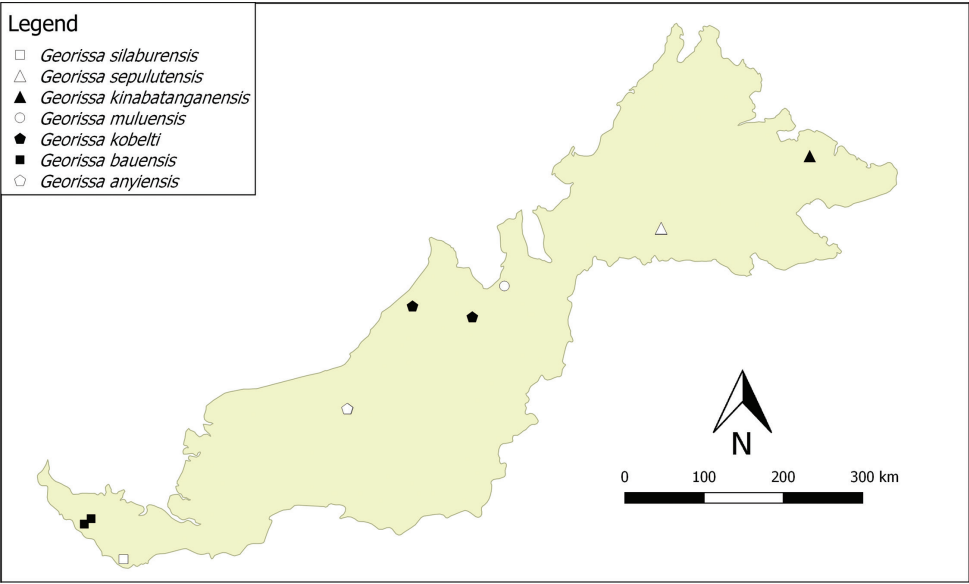 Legend
Georissa silaburensis
Georissa sepulutensis
Georissa kinabatanganensis
Georissa muluensis
Georissa kobelti
Georissa bauensis
Georissa anyiensis
N
0 100 200 300 km